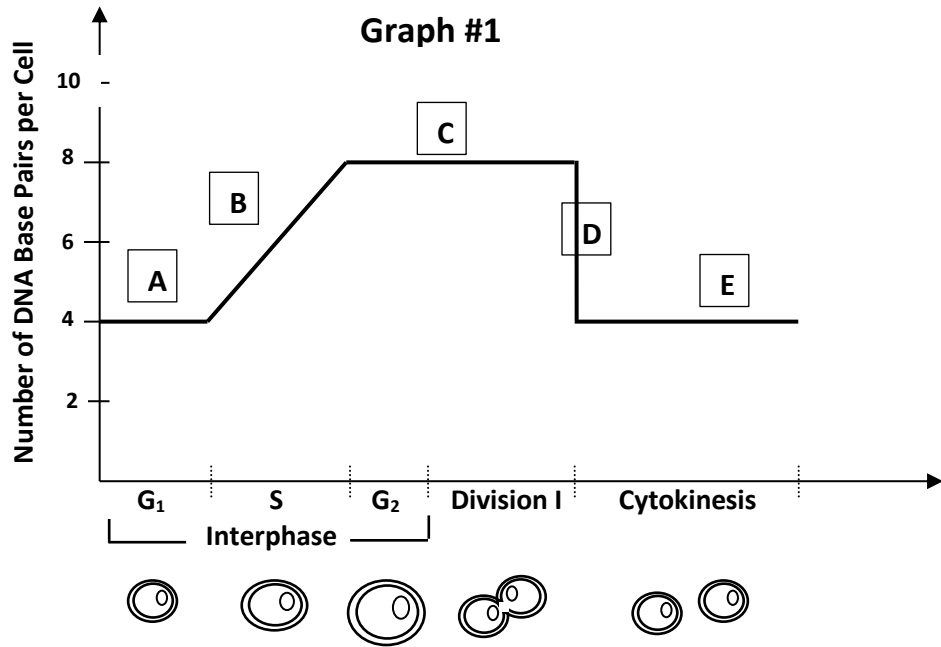 Graph #1
Number of DNA Base Pairs per Cell
10
8
6
4
2
A
B
C
D
E
G₁ S G₂ Division I Cytokinesis
Interphase